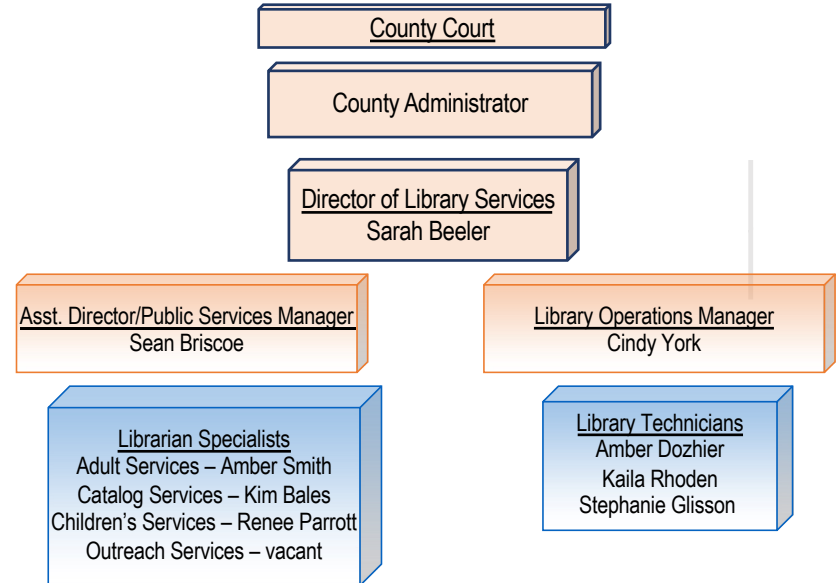 County Court
County Administrator
Director of Library Services
Sarah Beeler
Asst. Director/Public Services Manager
Sean Briscoe
Library Operations Manager
Cindy York
Librarian Specialists
Adult Services – Amber Smith
Catalog Services – Kim Bales
Children’s Services – Renee Parrott
Outreach Services – vacant
Library Technicians
Amber Dozhier
Kaila Rhoden
Stephanie Glisson